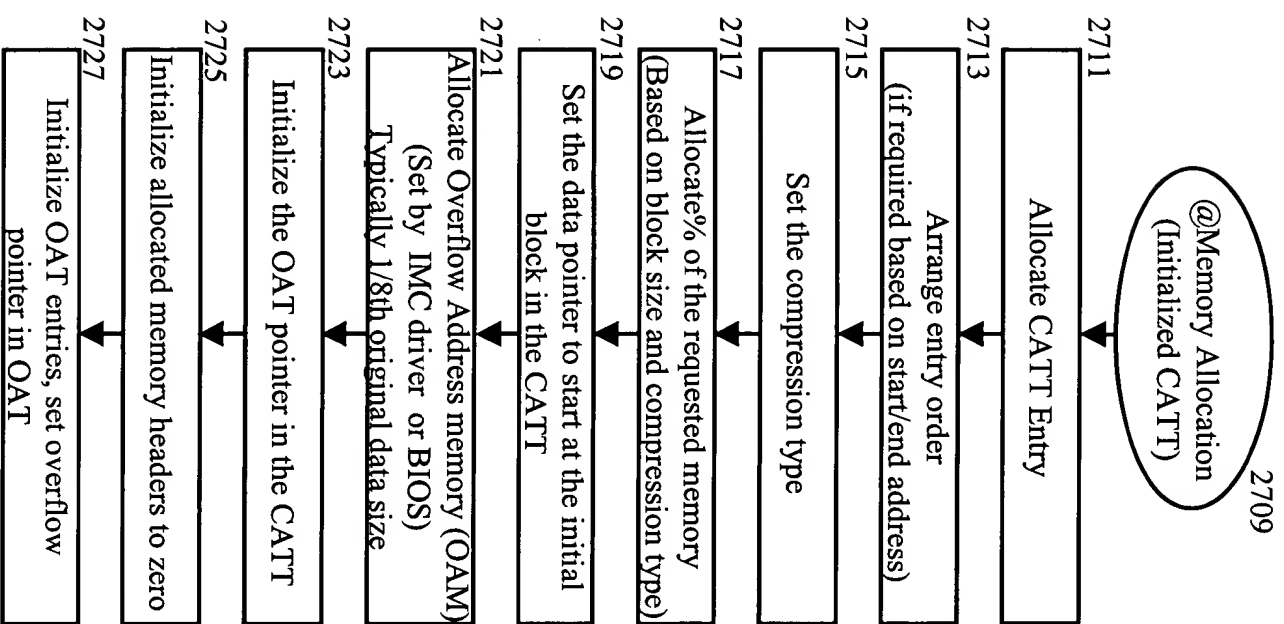 2709
@Memory Allocation
(Initialized CATT)
2711
Allocate CATT Entry
2713
Arrange entry order
(if required based on start/end address)
2715
Set the compression type
2717
Allocate% of the requested memory
(Based on block size and compression type)
2719
Set the data pointer to start at the initial
block in the CATT
2721
Allocate Overflow Address memory (OAM)
(Set by IMC driver or BIOS)
Typically 1/8th original data size
2723
Initialize the OAT pointer in the CATT
2725
Initialize allocated memory headers to zero
2727
Initialize OAT entries, set overflow
pointer in OAT